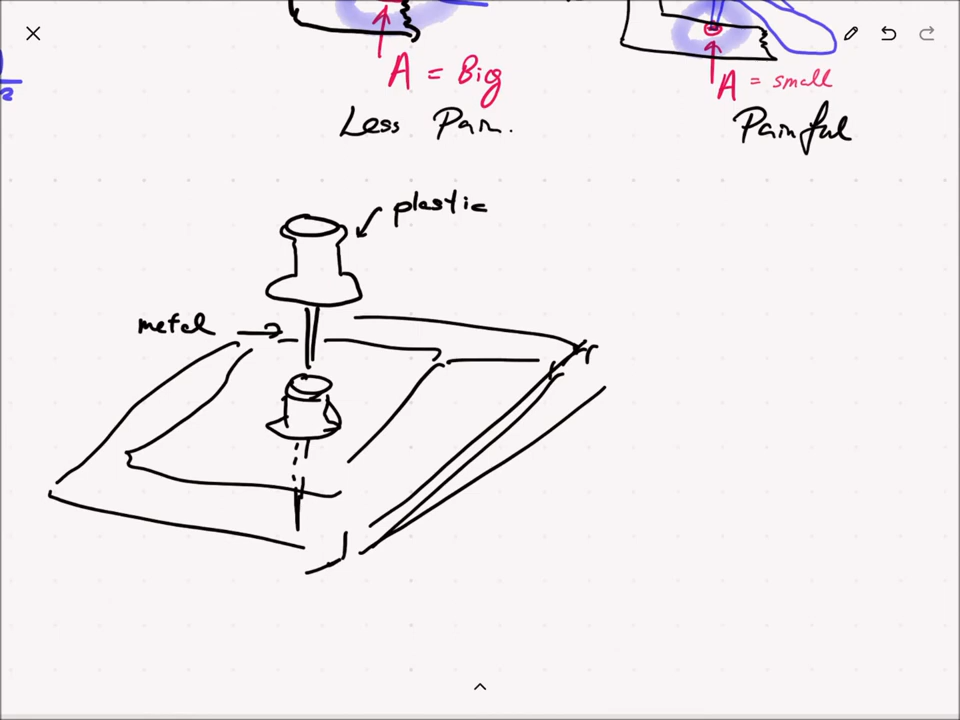 A = Big
A = small
Less Pain.
Painful
plastic
metal